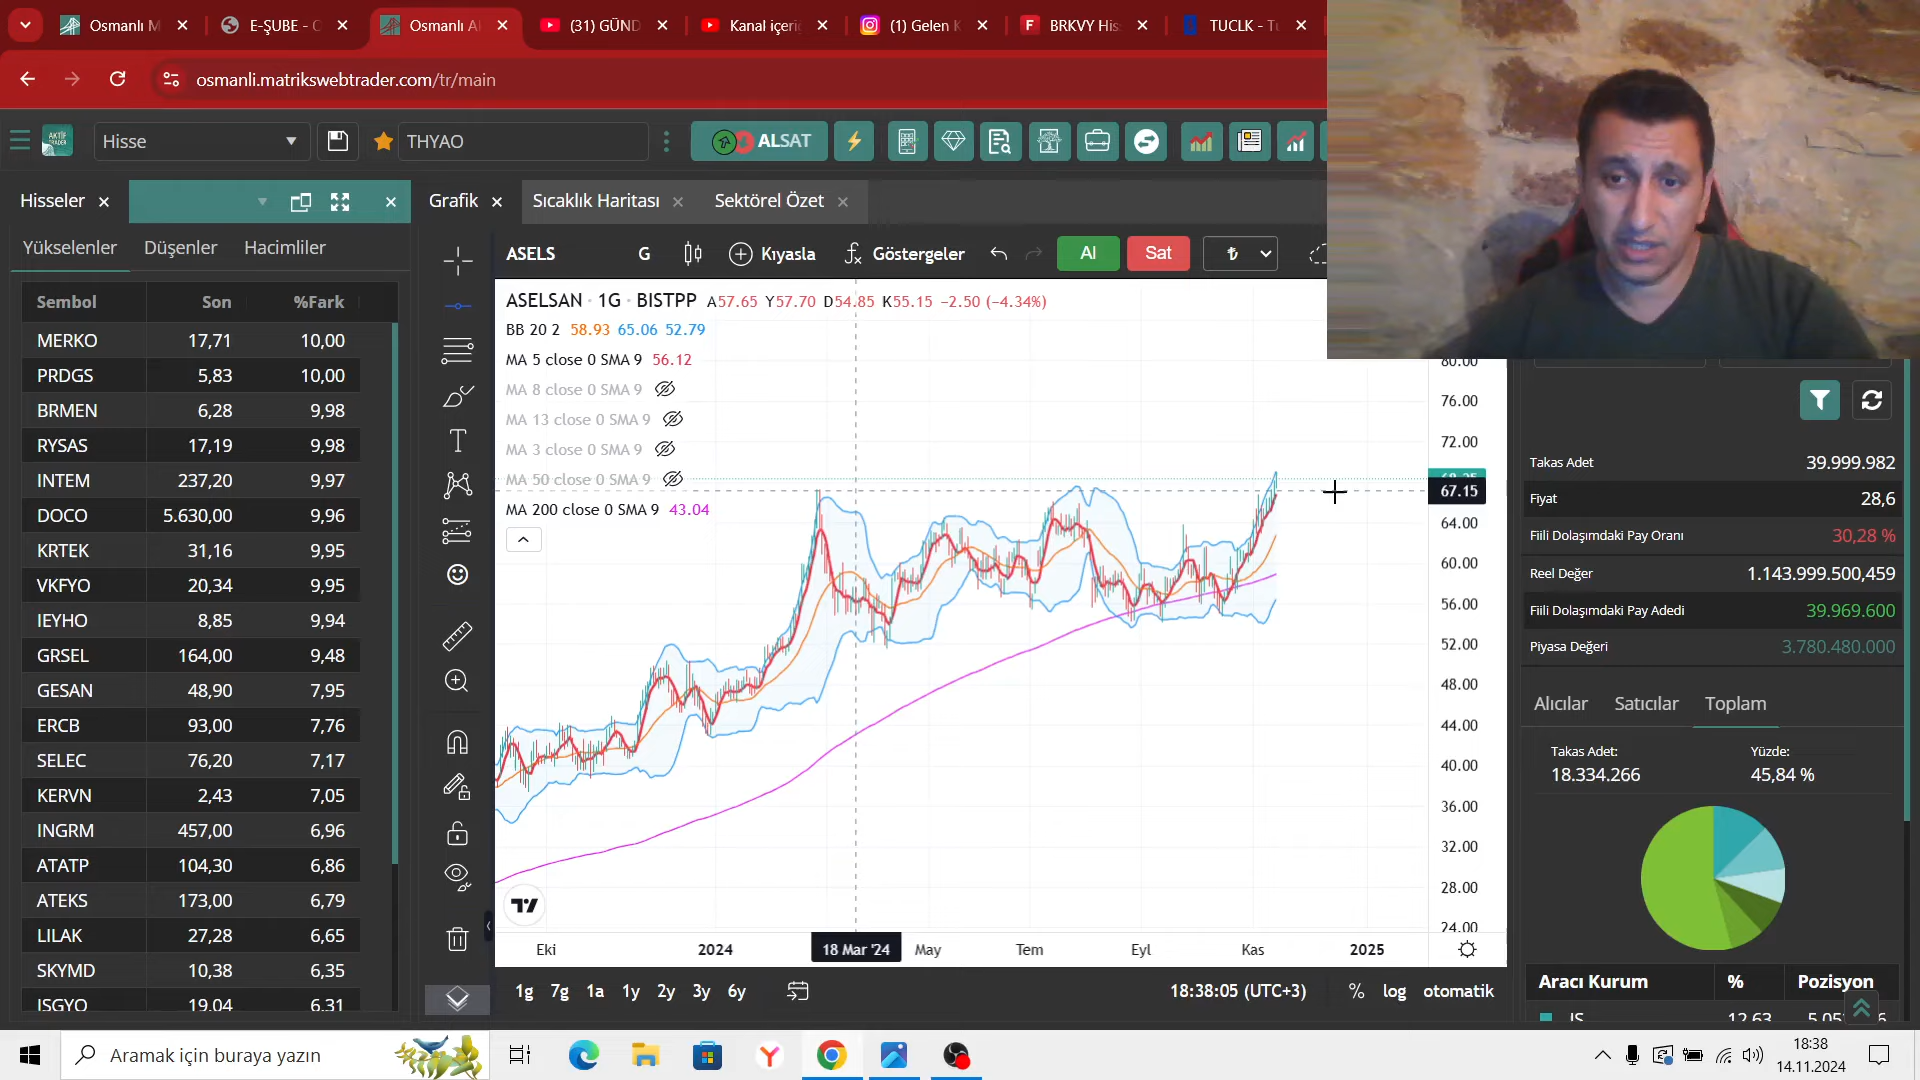 Osmanlı M
E-ŞUBE - O
Osmanlı Al
(31) GÜND
Kanal içeriğ
(1) Gelen K
BRKVY His
TUCLK - Tu
osmanli.matrikswebtrader.com/tr/main
AKTİF
TRADER
Hisse
THYAO
ALSAT
Hisseler
Grafik
Sıcaklık Haritası
Sektörel Özet
Yükselenler
Düşenler
Hacimliler
ASELS
G
Kıyasla
Göstergeler
Al
Sat
₺
Sembol Son %Fark
MERKO 17,71 10,00
PRDGS 5,83 10,00
BRMEN 6,28 9,98
RYSAS 17,19 9,98
INTEM 237,20 9,97
DOCO 5.630,00 9,96
KRTEK 31,16 9,95
VKFYO 20,34 9,95
IEYHO 8,85 9,94
GRSEL 164,00 9,48
GESAN 48,90 7,95
ERCB 93,00 7,76
SELEC 76,20 7,17
KERVN 2,43 7,05
INGRM 457,00 6,96
ATATP 104,30 6,86
ATEKS 173,00 6,79
LILAK 27,28 6,65
SKYMD 10,38 6,35
ISGYO 19,04 6,31
ASELSAN · 1G · BISTPP A57.65 Y57.70 D54.85 K55.15 −2.50 (−4.34%)
BB 20 2 58.93 65.06 52.79
MA 5 close 0 SMA 9 56.12
MA 8 close 0 SMA 9
MA 13 close 0 SMA 9
MA 3 close 0 SMA 9
MA 50 close 0 SMA 9
MA 200 close 0 SMA 9 43.04
80.00
76.00
72.00
68.25
67.15
64.00
60.00
56.00
52.00
48.00
44.00
40.00
36.00
32.00
28.00
24.00
Eki 2024 18 Mar '24 May Tem Eyl Kas 2025
1g 7g 1a 1y 2y 3y 6y
18:38:05 (UTC+3)
% log otomatik
Takas Adet 39.999.982
Fiyat 28,6
Fiili Dolaşımdaki Pay Oranı 30,28 %
Reel Değer 1.143.999.500,459
Fiili Dolaşımdaki Pay Adedi 39.969.600
Piyasa Değeri 3.780.480.000
Alıcılar Satıcılar Toplam
Takas Adet: Yüzde:
18.334.266 45,84 %
Aracı Kurum % Pozisyon
IS 12,63
Aramak için buraya yazın
18:38
14.11.2024